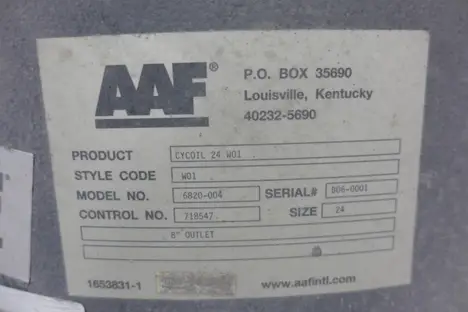 AAF® P.O. BOX 35690
Louisville, Kentucky
40232-5690
PRODUCT CYCOIL 24 W01
STYLE CODE W01
MODEL NO. 6820-004 SERIAL# 006-0001
CONTROL NO. 718547 SIZE 24
8" OUTLET
1653831-1 www.aafintl.com